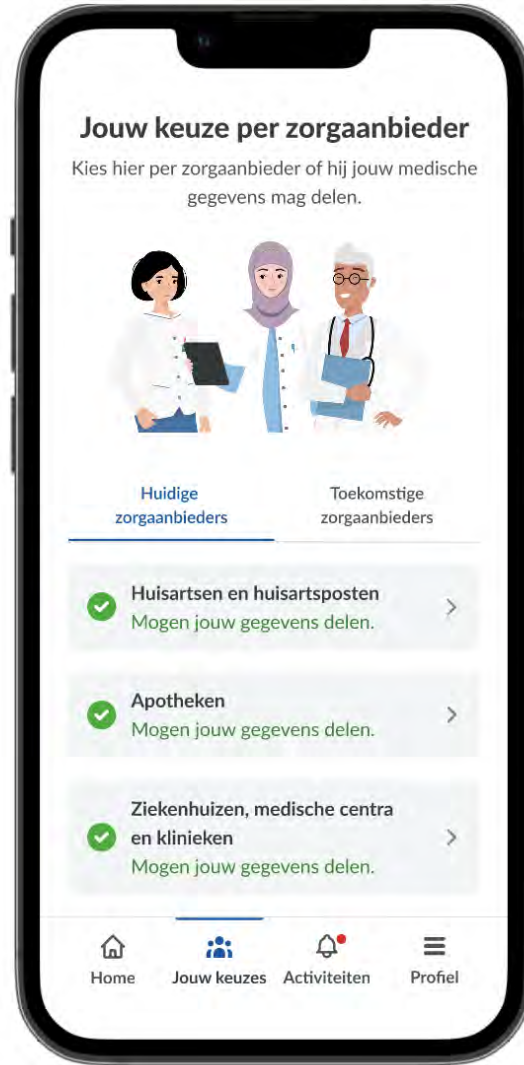 Jouw keuze per zorgaanbieder
Kies hier per zorgaanbieder of hij jouw medische
gegevens mag delen.
Huidige
zorgaanbieders
Toekomstige
zorgaanbieders
Huisartsen en huisartsposten
Mogen jouw gegevens delen.
Apotheken
Mogen jouw gegevens delen.
Ziekenhuizen, medische centra
en klinieken
Mogen jouw gegevens delen.
Home
Jouw keuzes
Activiteiten
Profiel